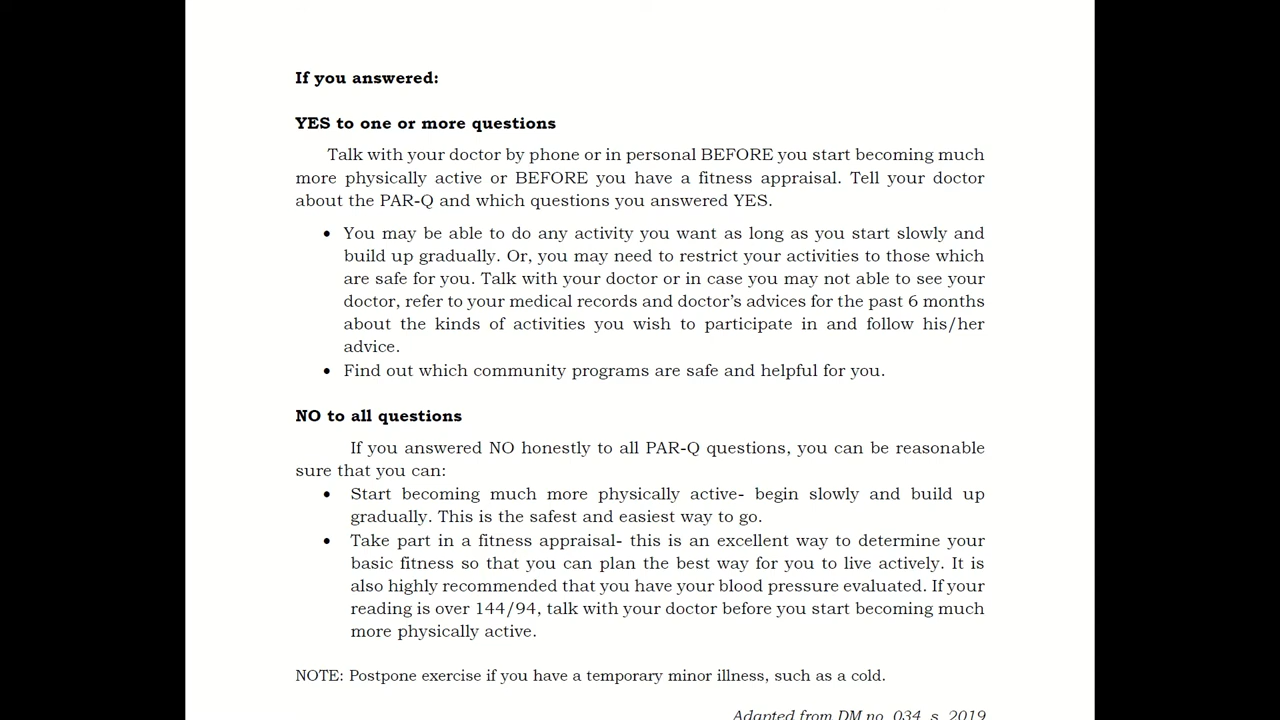 If you answered:
YES to one or more questions
Talk with your doctor by phone or in personal BEFORE you start becoming much
more physically active or BEFORE you have a fitness appraisal. Tell your doctor
about the PAR-Q and which questions you answered YES.
• You may be able to do any activity you want as long as you start slowly and
build up gradually. Or, you may need to restrict your activities to those which
are safe for you. Talk with your doctor or in case you may not able to see your
doctor, refer to your medical records and doctor's advices for the past 6 months
about the kinds of activities you wish to participate in and follow his/her
advice.
• Find out which community programs are safe and helpful for you.
NO to all questions
If you answered NO honestly to all PAR-Q questions, you can be reasonable
sure that you can:
• Start becoming much more physically active- begin slowly and build up
gradually. This is the safest and easiest way to go.
• Take part in a fitness appraisal- this is an excellent way to determine your
basic fitness so that you can plan the best way for you to live actively. It is
also highly recommended that you have your blood pressure evaluated. If your
reading is over 144/94, talk with your doctor before you start becoming much
more physically active.
NOTE: Postpone exercise if you have a temporary minor illness, such as a cold.
Adapted from DM no. 034, s. 2019